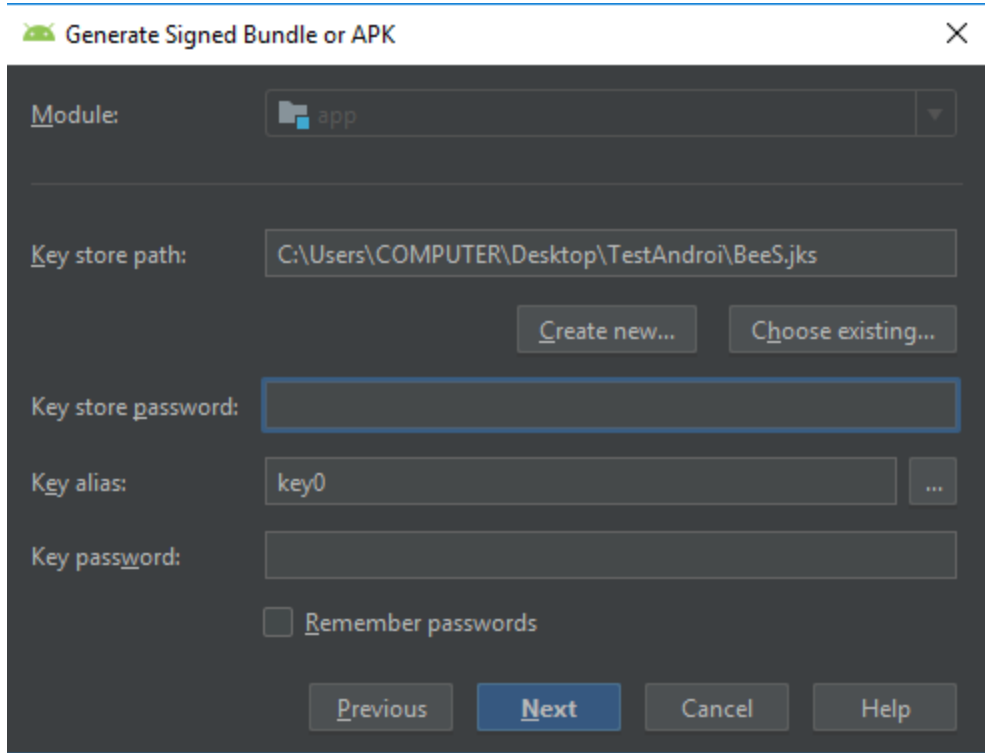 Generate Signed Bundle or APK
Module: app
Key store path: C:\Users\COMPUTER\Desktop\TestAndroi\BeeS.jks
Create new... Choose existing...
Key store password:
Key alias: key0 ...
Key password:
Remember passwords
Previous Next Cancel Help